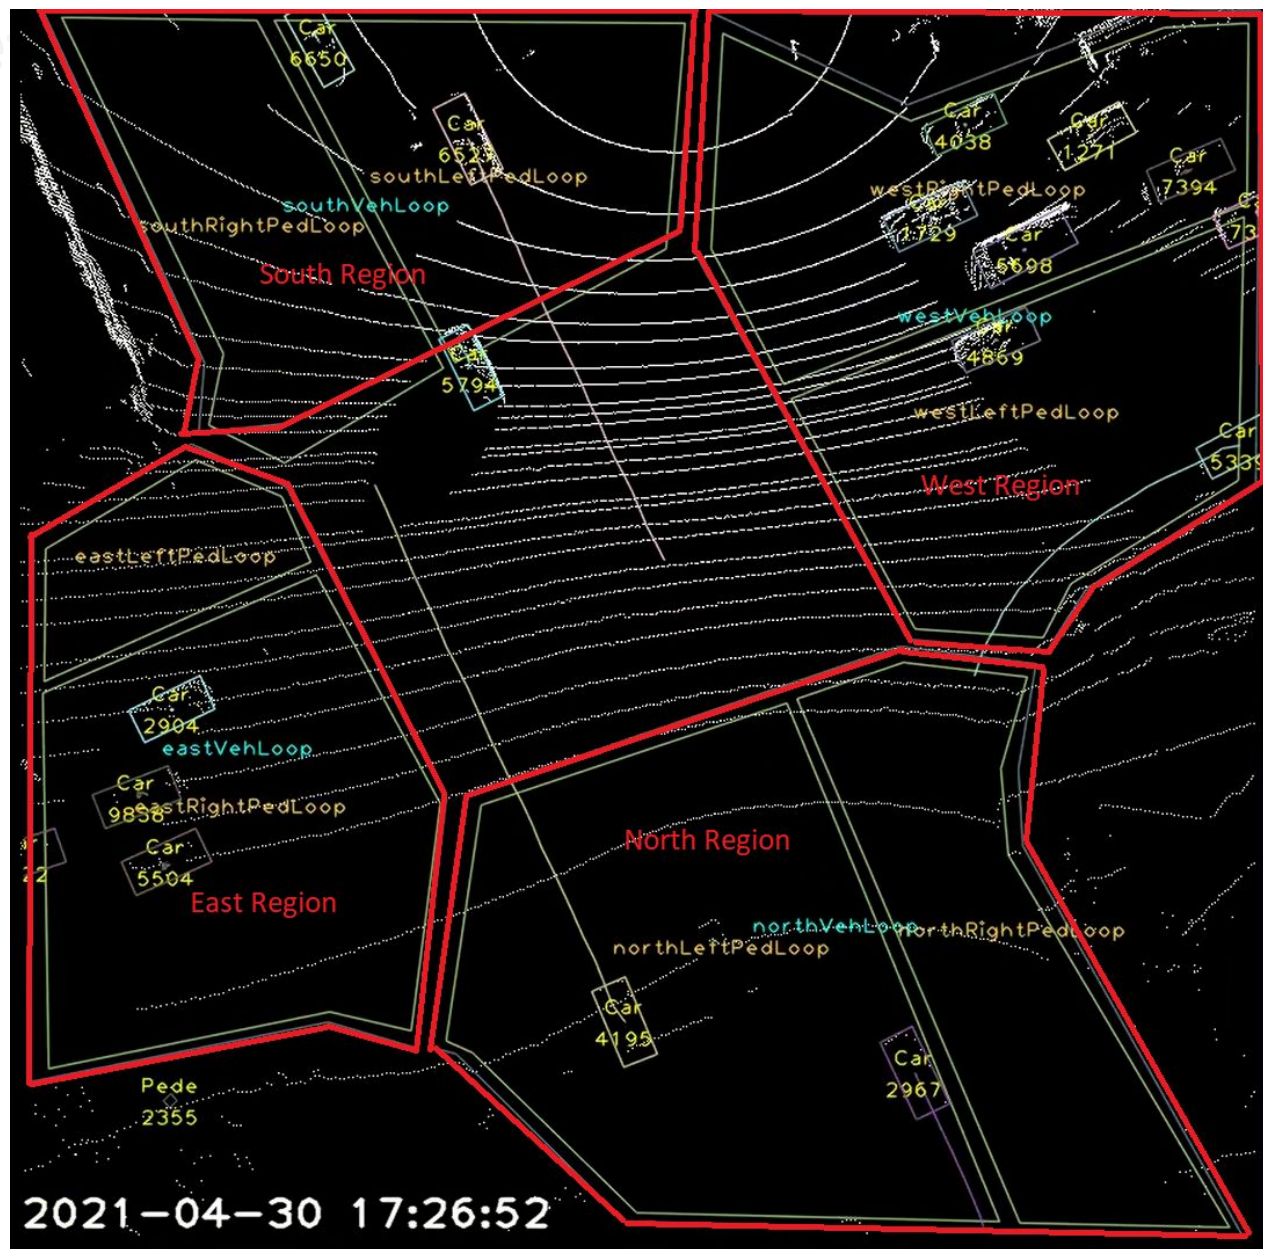 Car
6650
Car
southLeftPedLoop
southVehLoop
southRightPedLoop
South Region
Car
5794
Car
4038
Car
1271
Car
7394
westRightPedLoop
1729
Car
5698
westVehLoop
4869
westLeftPedLoop
Car
West Region
eastLeftPedLoop
Car
2904
eastVehLoop
Car
9838
eastRightPedLoop
Car
5504
East Region
North Region
northVehLoop
northRightPedLoop
northLeftPedLoop
Car
4195
Car
2967
Pede
2355
2021-04-30 17:26:52